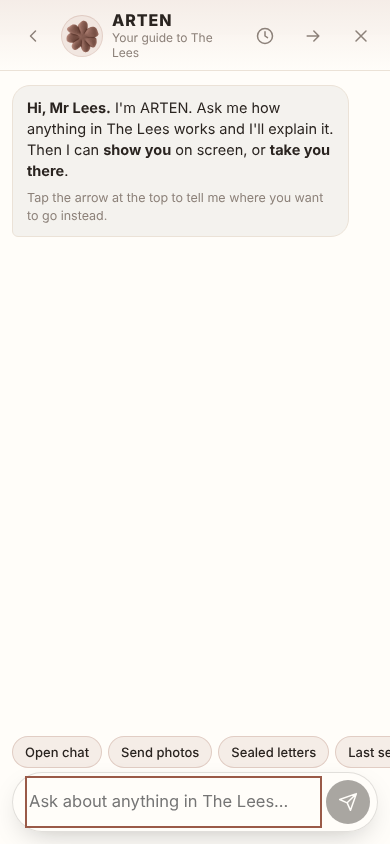 ARTEN
Your guide to The
Lees
Hi, Mr Lees. I'm ARTEN. Ask me how
anything in The Lees works and I'll explain it.
Then I can show you on screen, or take you
there.
Tap the arrow at the top to tell me where you want
to go instead.
Open chat
Send photos
Sealed letters
Last se
Ask about anything in The Lees...